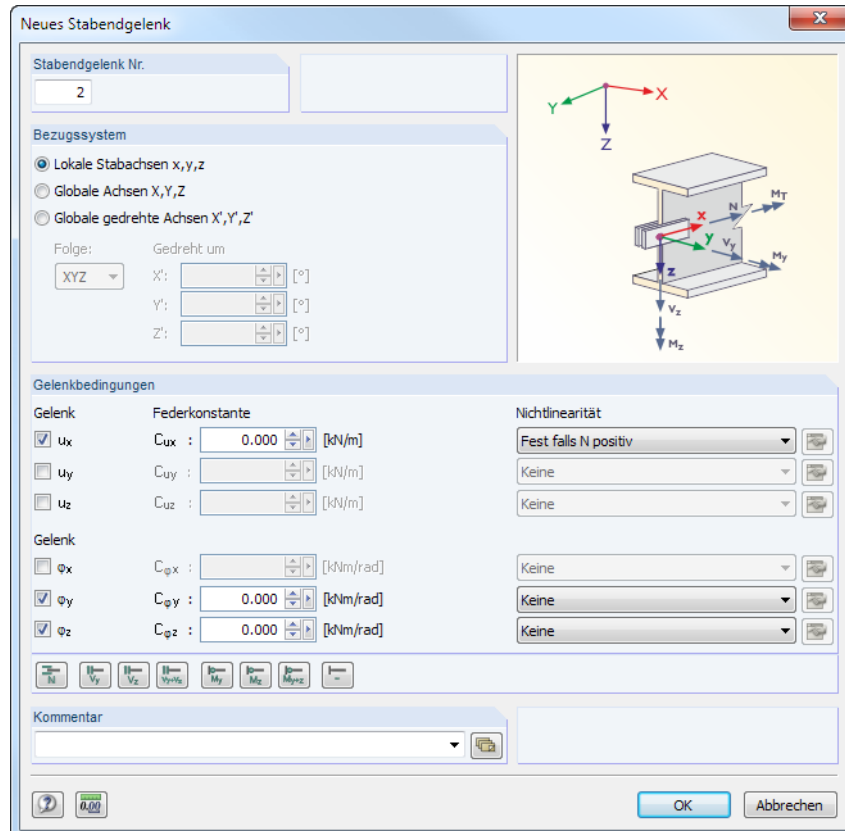 Neues Stabendgelenk
Stabendgelenk Nr.
2
Bezugssystem
Lokale Stabachsen x,y,z
Globale Achsen X,Y,Z
Globale gedrehte Achsen X',Y',Z'
Folge: Gedreht um
XYZ X': [°]
Y': [°]
Z': [°]
X
Y
Z
MT
N
x
y
Vy
My
z
Vz
Mz
Gelenkbedingungen
Gelenk Federkonstante Nichtlinearität
ux Cux : 0.000 [kN/m] Fest falls N positiv
uy Cuy : [kN/m] Keine
uz Cuz : [kN/m] Keine
Gelenk
φx Cφx : [kNm/rad] Keine
φy Cφy : 0.000 [kNm/rad] Keine
φz Cφz : 0.000 [kNm/rad] Keine
N Vy Vz Vy+Vz My Mz My+z -
Kommentar
? 0.00 OK Abbrechen